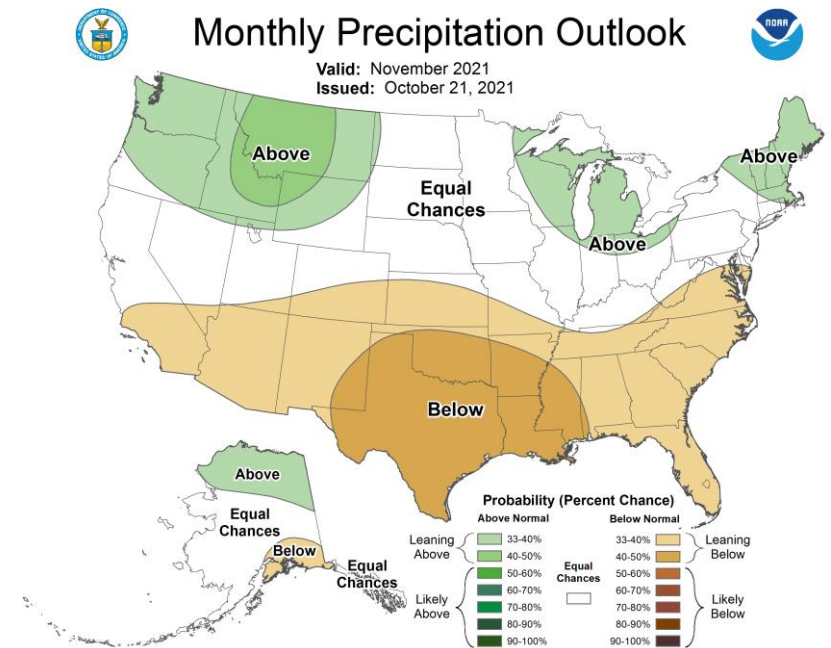 Monthly Precipitation Outlook
NOAA
Valid: November 2021
Issued: October 21, 2021
Above
Equal
Chances
Above
Above
Below
Above
Equal
Chances
Below
Equal
Chances
Probability (Percent Chance)
Above Normal
Below Normal
Leaning
Above
33-40%
40-50%
Likely
Above
50-60%
60-70%
70-80%
80-90%
90-100%
Equal
Chances
33-40%
40-50%
Leaning
Below
50-60%
60-70%
70-80%
80-90%
90-100%
Likely
Below